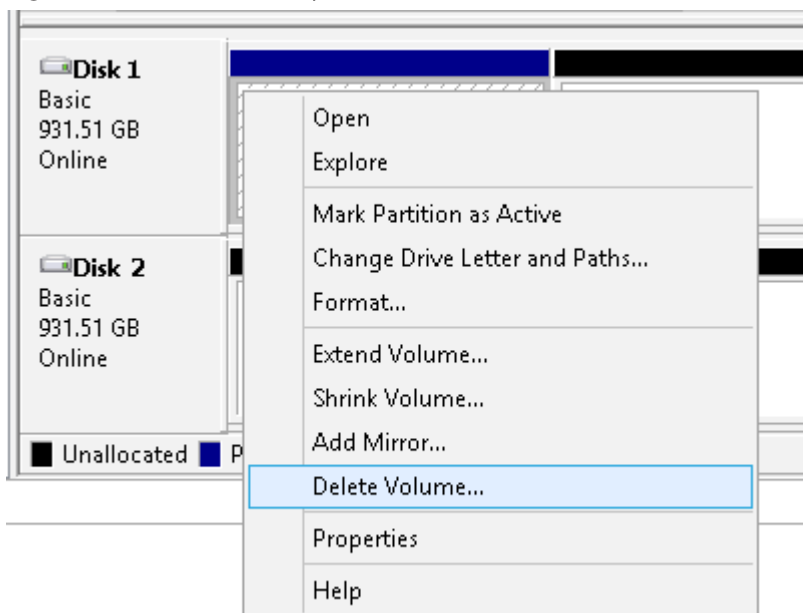 Disk 1
Basic
931.51 GB
Online
Disk 2
Basic
931.51 GB
Online
Unallocated P
Open
Explore
Mark Partition as Active
Change Drive Letter and Paths...
Format...
Extend Volume...
Shrink Volume...
Add Mirror...
Delete Volume...
Properties
Help